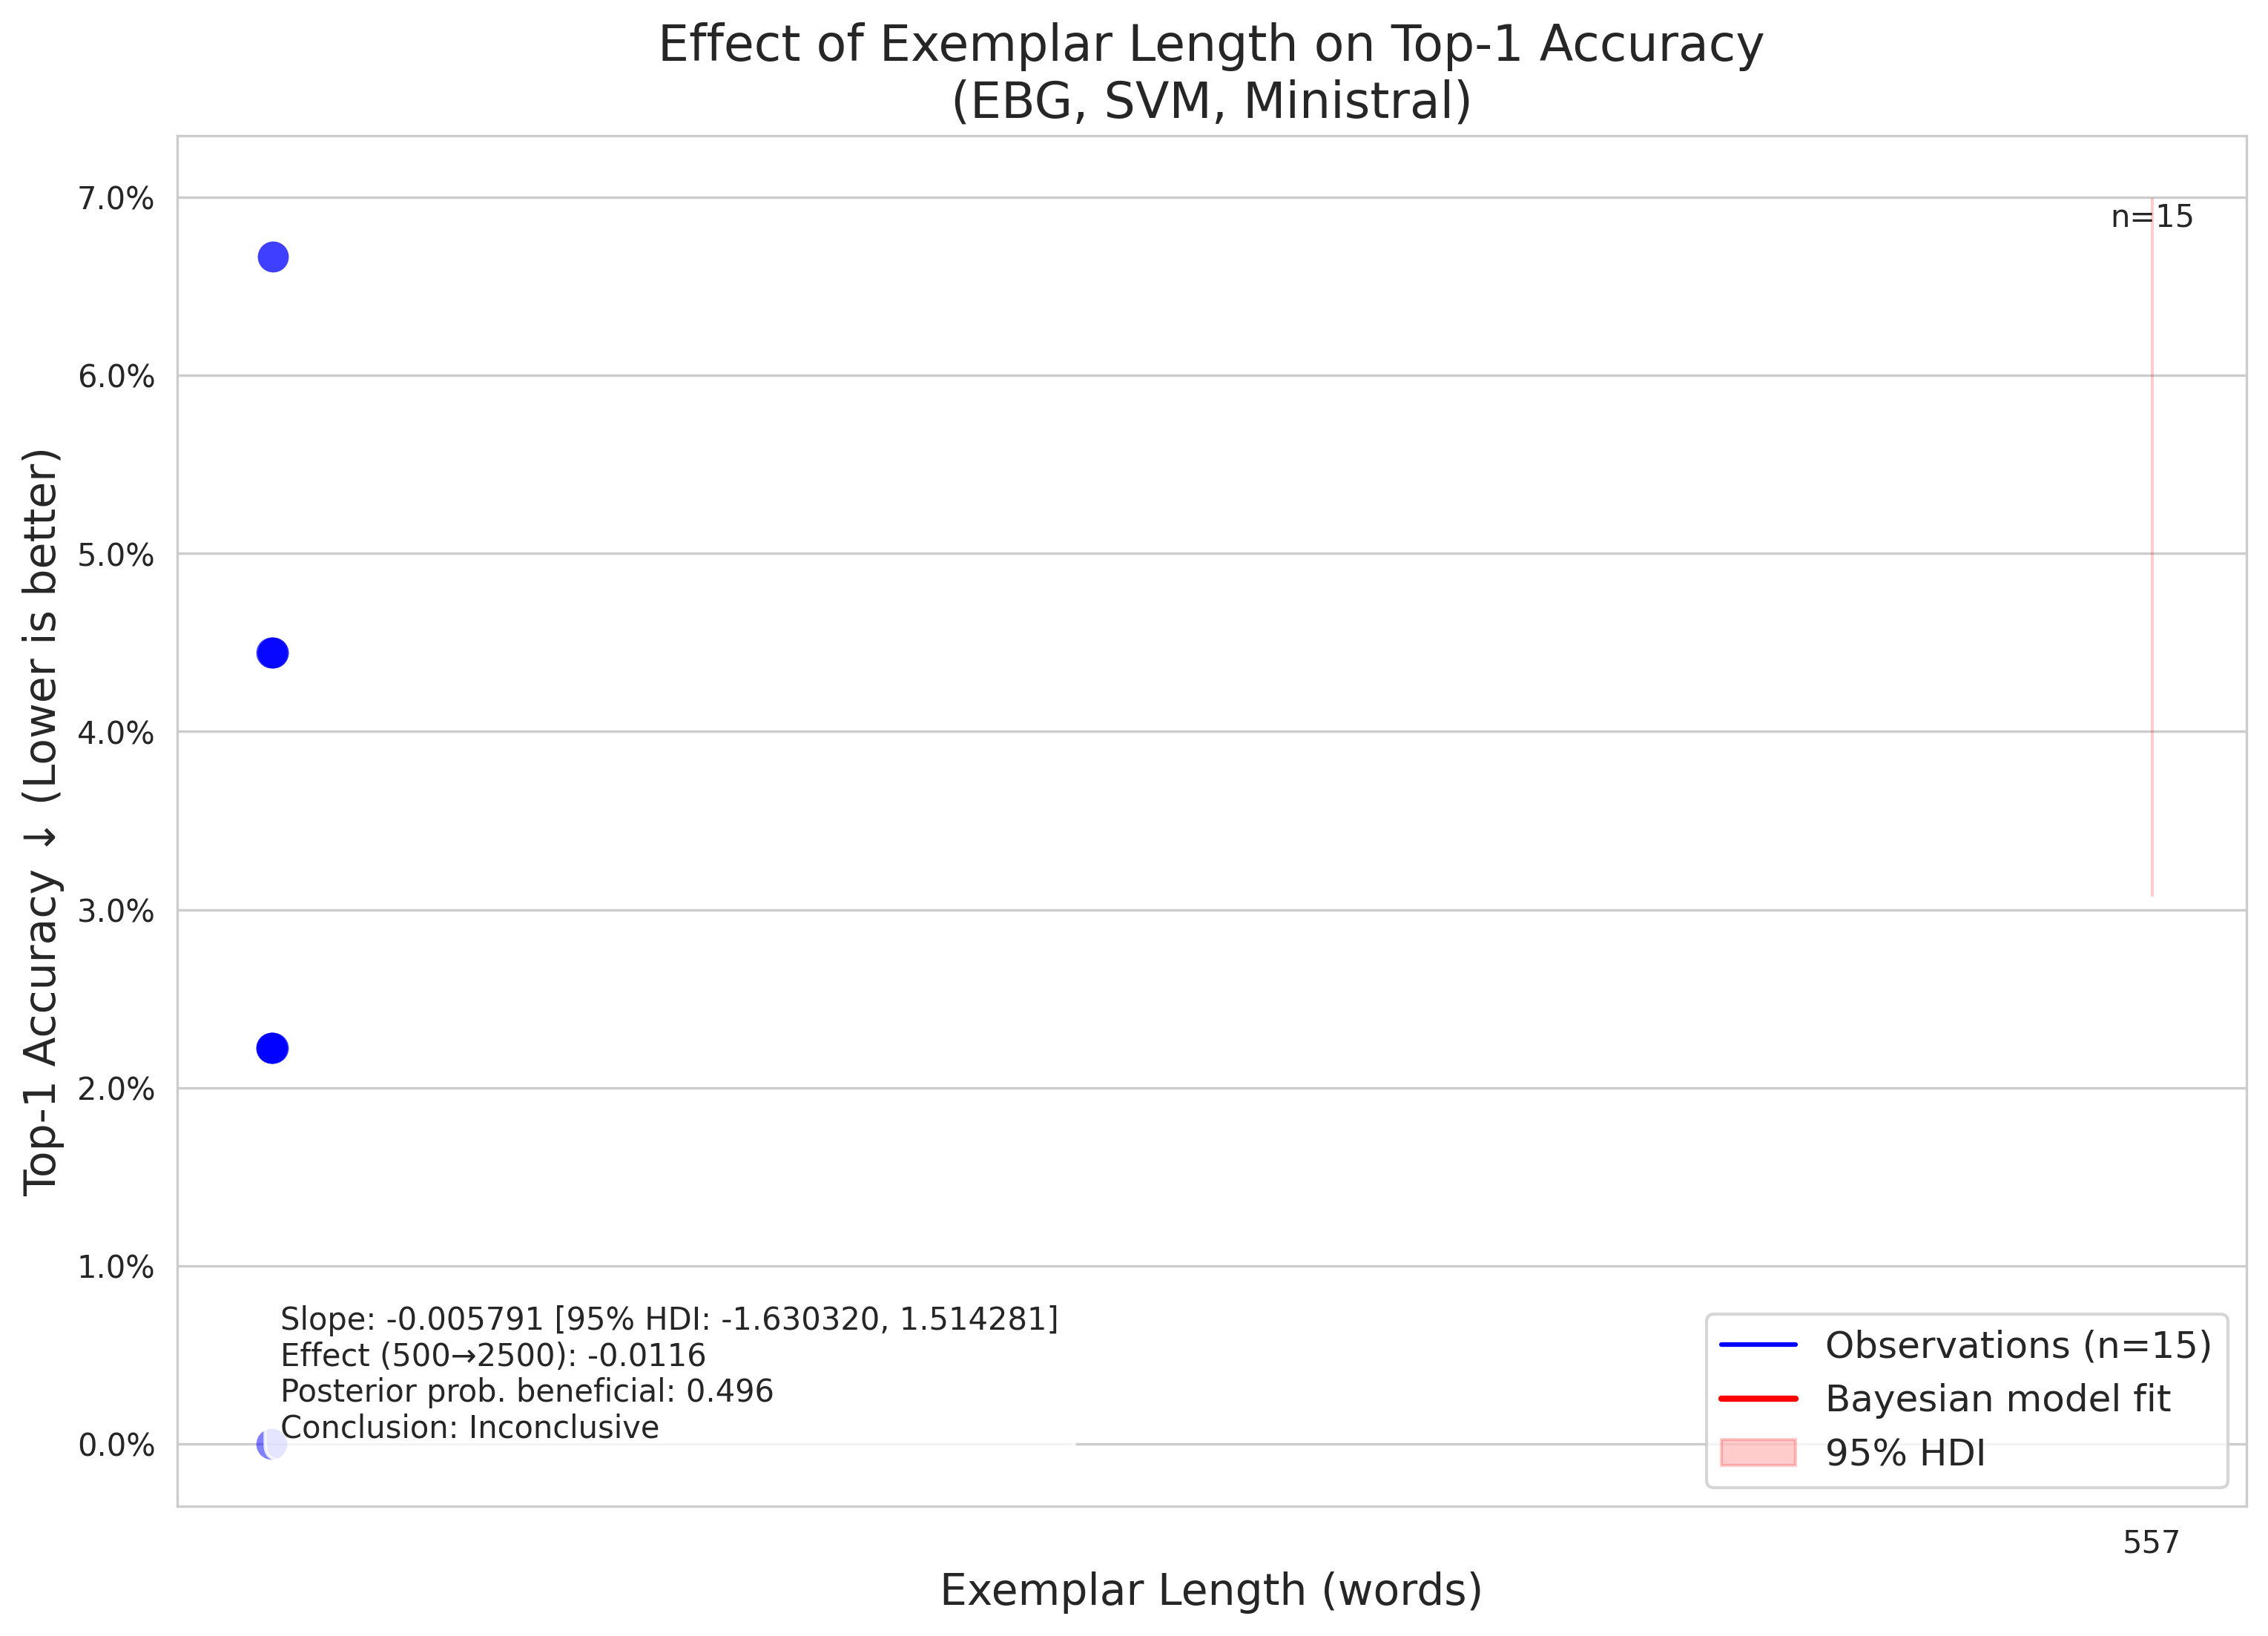 Effect of Exemplar Length on Top-1 Accuracy
(EBG, SVM, Ministral)
Top-1 Accuracy ↓ (Lower is better)
7.0%
6.0%
5.0%
4.0%
3.0%
2.0%
1.0%
0.0%
n=15
Slope: -0.005791 [95% HDI: -1.630320, 1.514281]
Effect (500→2500): -0.0116
Posterior prob. beneficial: 0.496
Conclusion: Inconclusive
Observations (n=15)
Bayesian model fit
95% HDI
557
Exemplar Length (words)